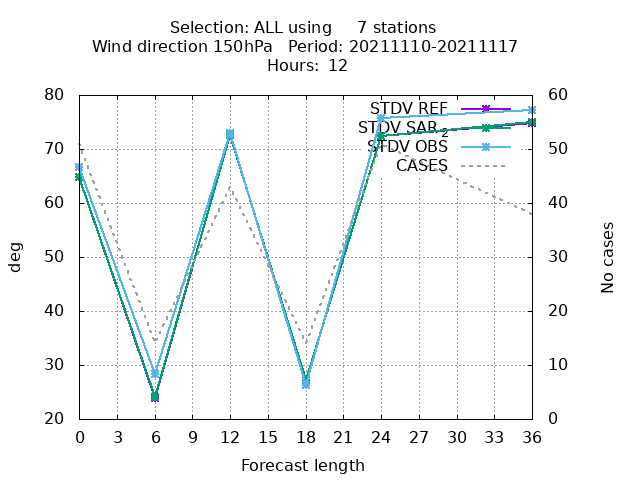 Selection: ALL using 7 stations
Wind direction 150hPa Period: 20211110-20211117
Hours: 12
80 60
STDV REF
STDV SAR 2
70 STDV OBS 50
CASES
60 40
50 30
40 20
30 10
20 0
0 3 6 9 12 15 18 21 24 27 30 33 36
Forecast length
deg
No cases